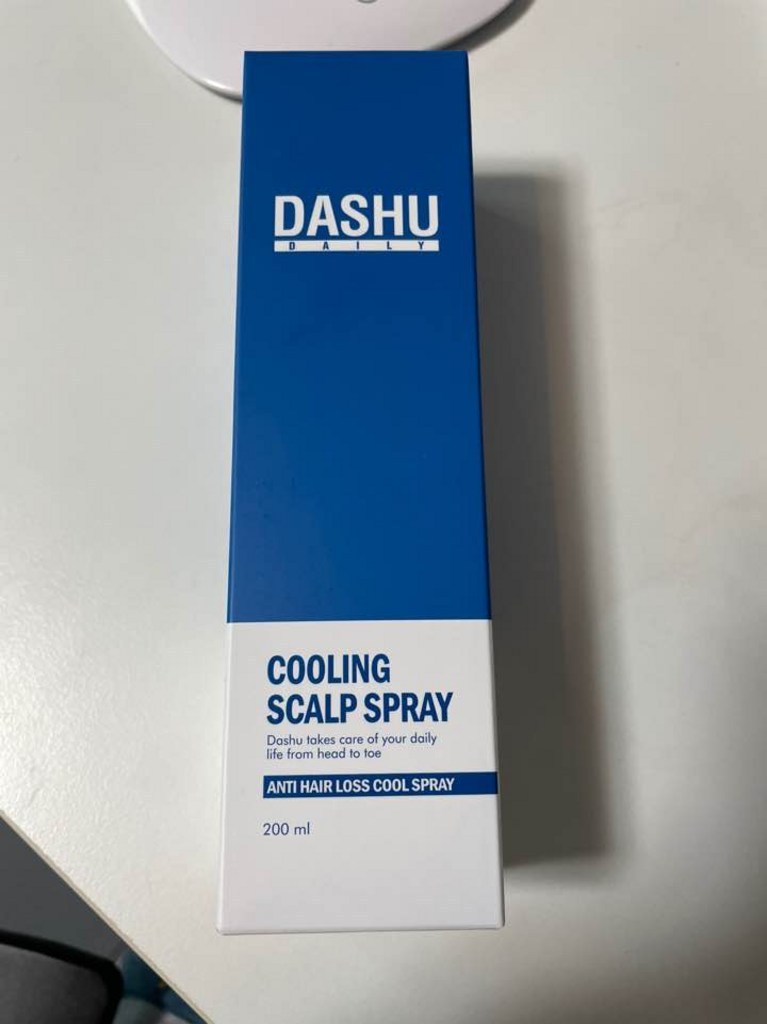 DASHU
DAILY
COOLING
SCALP SPRAY
Dashu takes care of your daily
life from head to toe
ANTI HAIR LOSS COOL SPRAY
200 ml